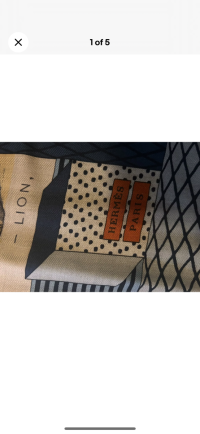 1 of 5
– LION,
HERMÈS
PARIS